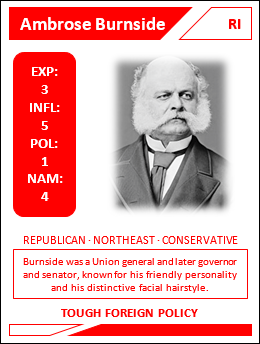 Ambrose Burnside RI
EXP:
3
INFL:
5
POL:
1
NAM:
4
REPUBLICAN · NORTHEAST · CONSERVATIVE
Burnside was a Union general and later governor
and senator, known for his friendly personality
and his distinctive facial hairstyle.
TOUGH FOREIGN POLICY